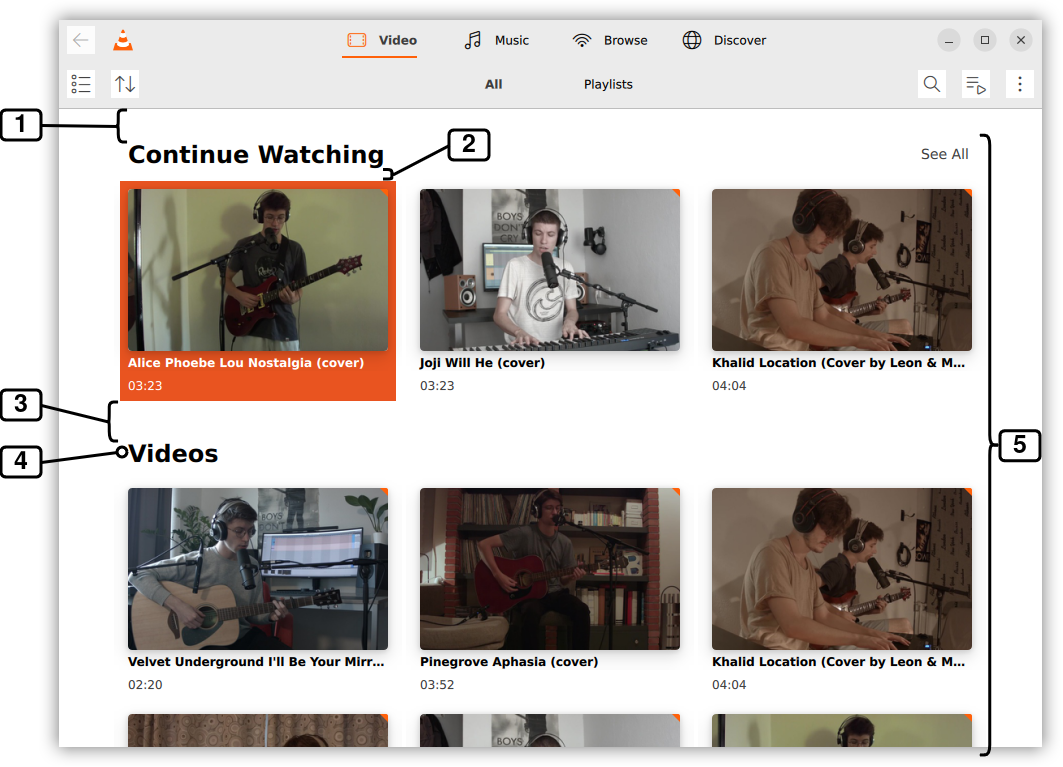 Video Music Browse Discover
All Playlists
1
2
Continue Watching See All
BOYS
DON'T
CRY
Alice Phoebe Lou Nostalgia (cover) Joji Will He (cover) Khalid Location (Cover by Leon & M...
03:23 03:23 04:04
3
4 Videos
5
BOYS
Velvet Underground I'll Be Your Mirr... Pinegrove Aphasia (cover) Khalid Location (Cover by Leon & M...
02:20 03:52 04:04
BOYS